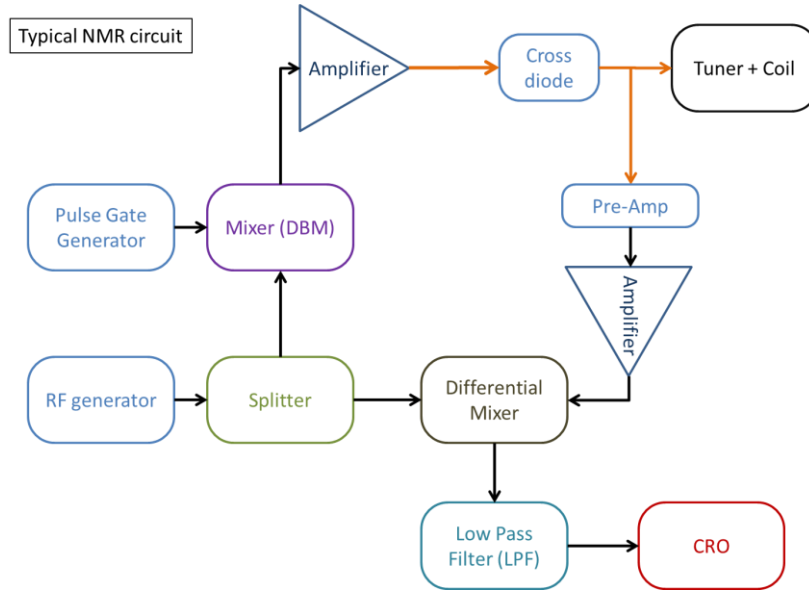 Typical NMR circuit
Amplifier
Cross
diode
Tuner + Coil
Pulse Gate
Generator
Mixer (DBM)
Pre-Amp
Amplifier
RF generator
Splitter
Differential
Mixer
Low Pass
Filter (LPF)
CRO